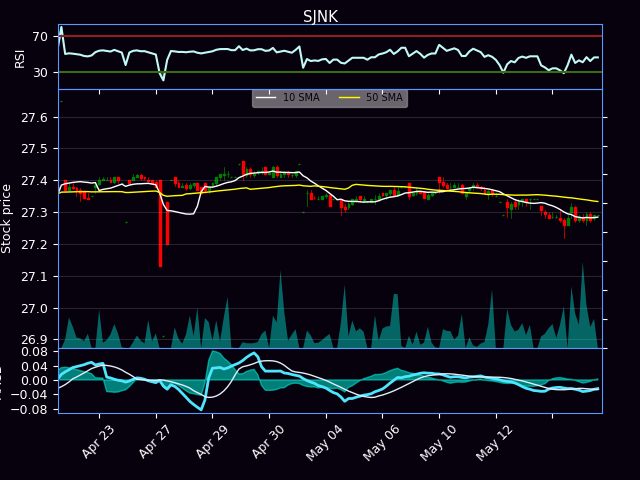 SJNK
RSI
70
30
10 SMA
50 SMA
Stock price
27.6
27.5
27.4
27.3
27.2
27.1
27.0
26.9
0.08
0.04
0.00
−0.04
−0.08
Apr 23
Apr 27
Apr 29
Apr 30
May 04
May 06
May 10
May 12